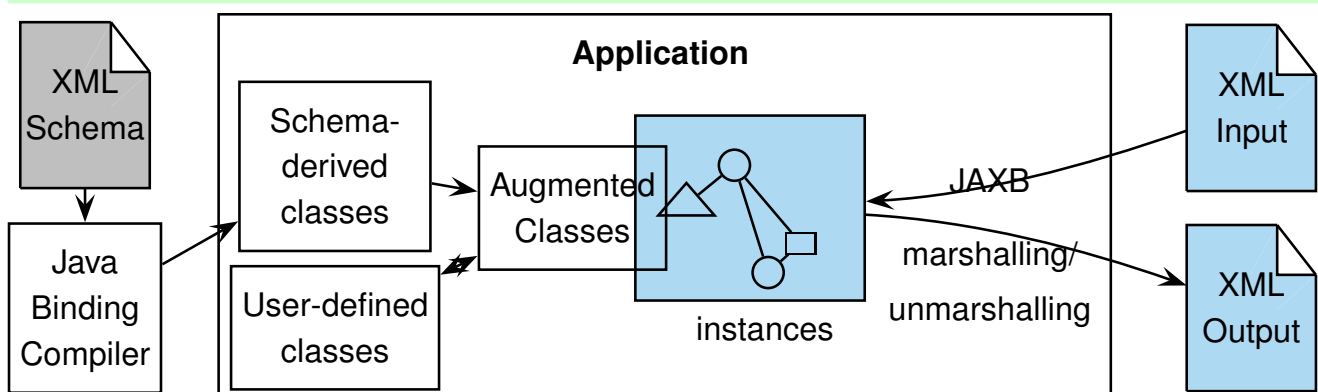 Application
XML
Schema
Java
Binding
Compiler
Schema-
derived
classes
User-defined
classes
Augmented
Classes
instances
JAXB
marshalling/
unmarshalling
XML
Input
XML
Output